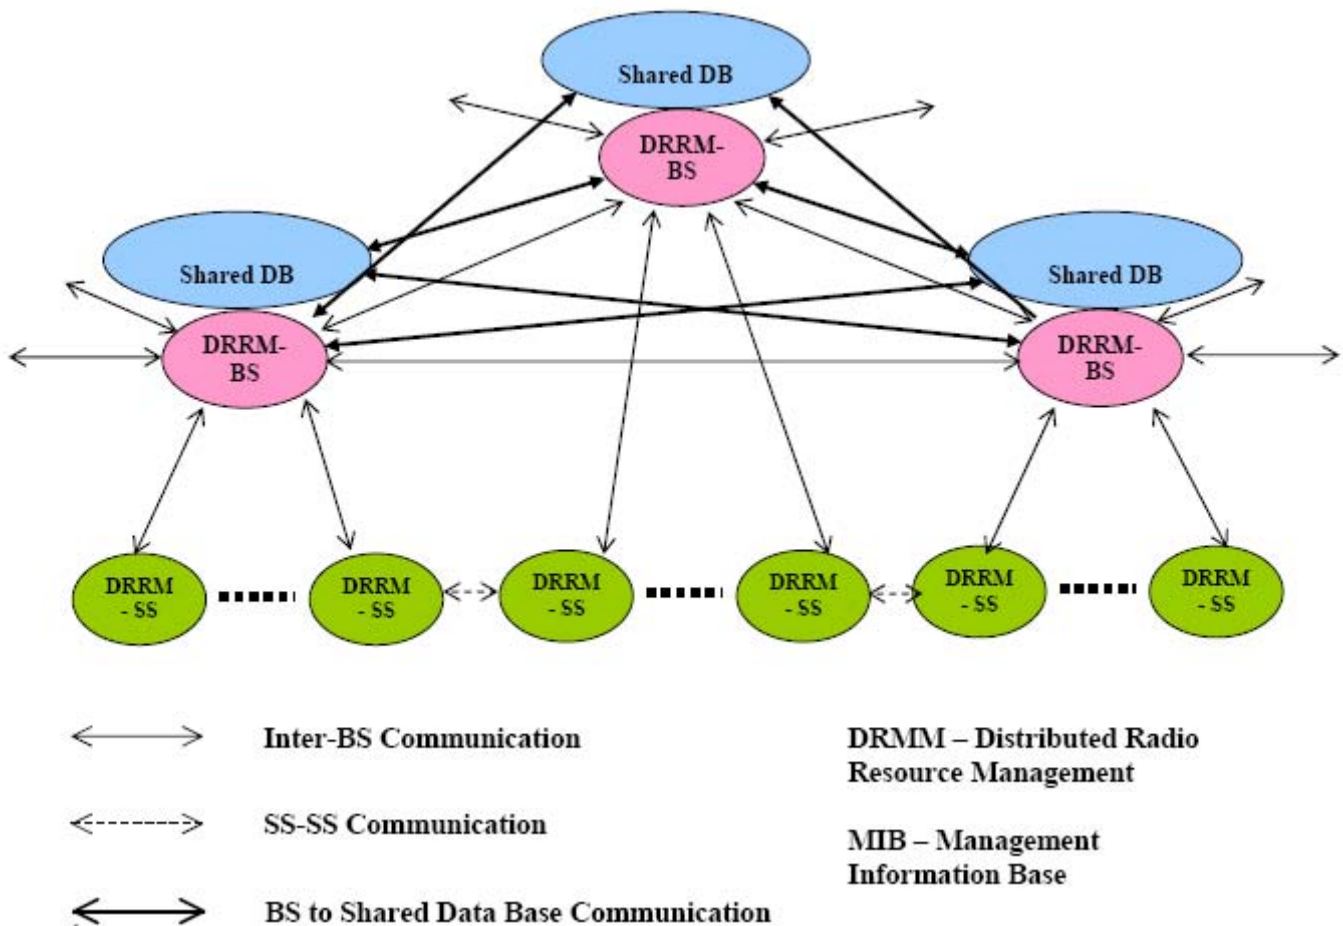 Shared DB
DRRM-
BS
Shared DB
Shared DB
DRRM-
BS
DRRM-
BS
DRRM
- SS
DRRM
- SS
DRRM
- SS
DRRM
- SS
DRRM
- SS
DRRM
- SS
Inter-BS Communication
SS-SS Communication
BS to Shared Data Base Communication
DRMM – Distributed Radio
Resource Management
MIB – Management
Information Base